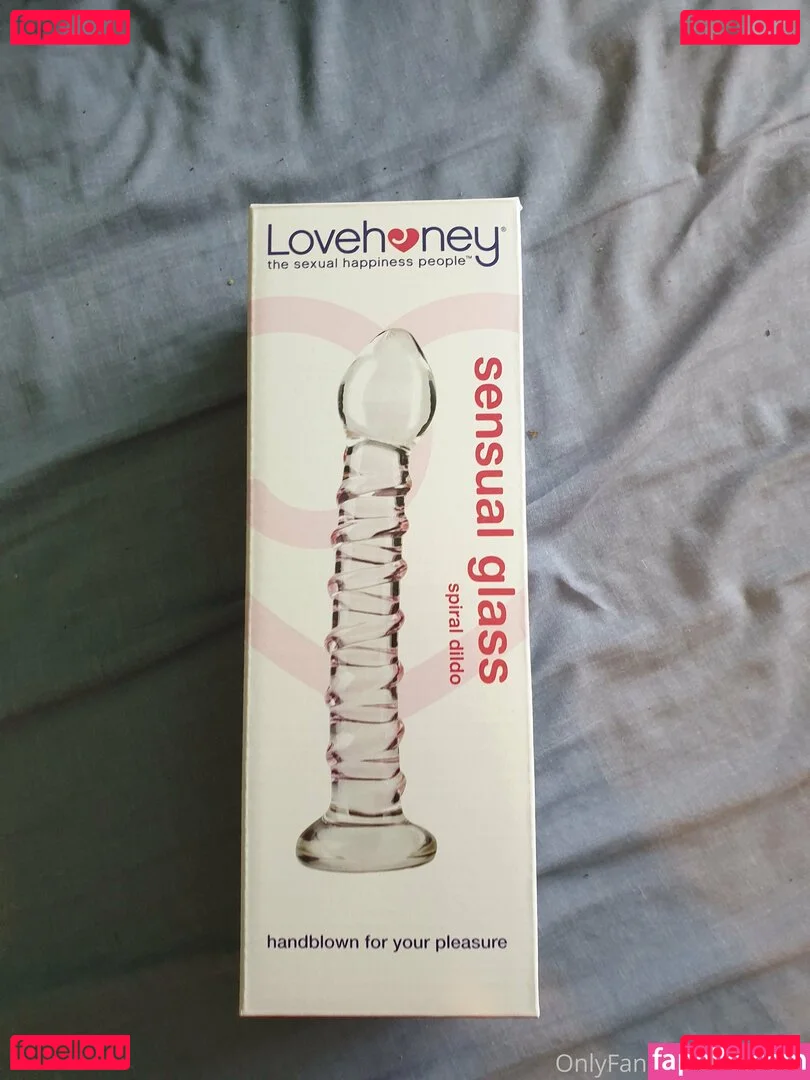 fapello.ru
fapello.ru
Lovehoney®
the sexual happiness people™
sensual glass
spiral dildo
handblown for your pleasure
fapello.ru
OnlyFan
fapello.ru